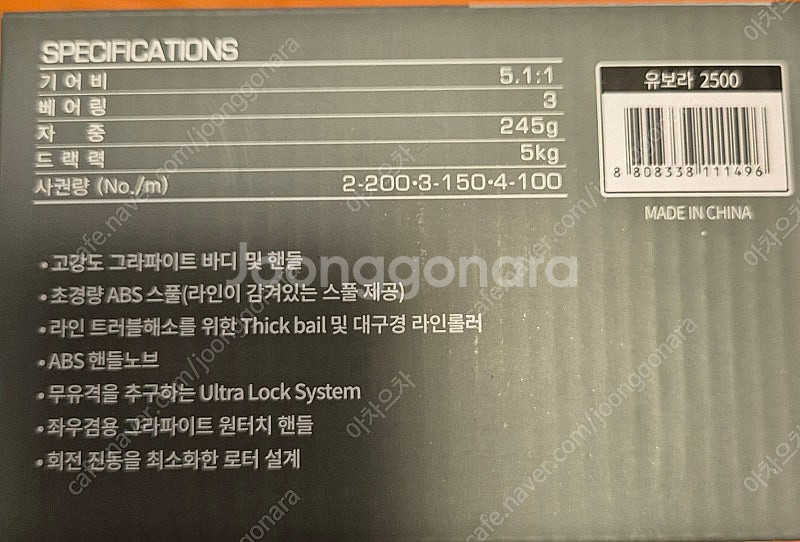 SPECIFICATIONS
기어비 5.1:1
베어링 3
자 중 245g
드랙력 5kg
사권량 (No./m) 2-200·3-150·4-100
유보라 2500
8 808338 111496
MADE IN CHINA
•고강도 그라파이트 바디 및 핸들
•초경량 ABS 스풀(라인이 감겨있는 스풀 제공)
•라인 트러블해소를 위한 Thick bail 및 대구경 라인롤러
•ABS 핸들노브
•무유격을 추구하는 Ultra Lock System
•좌우겸용 그라파이트 원터치 핸들
•회전 진동을 최소화한 로터 설계
Joonggonara
cafe.naver.com/joonggonara
아차으차